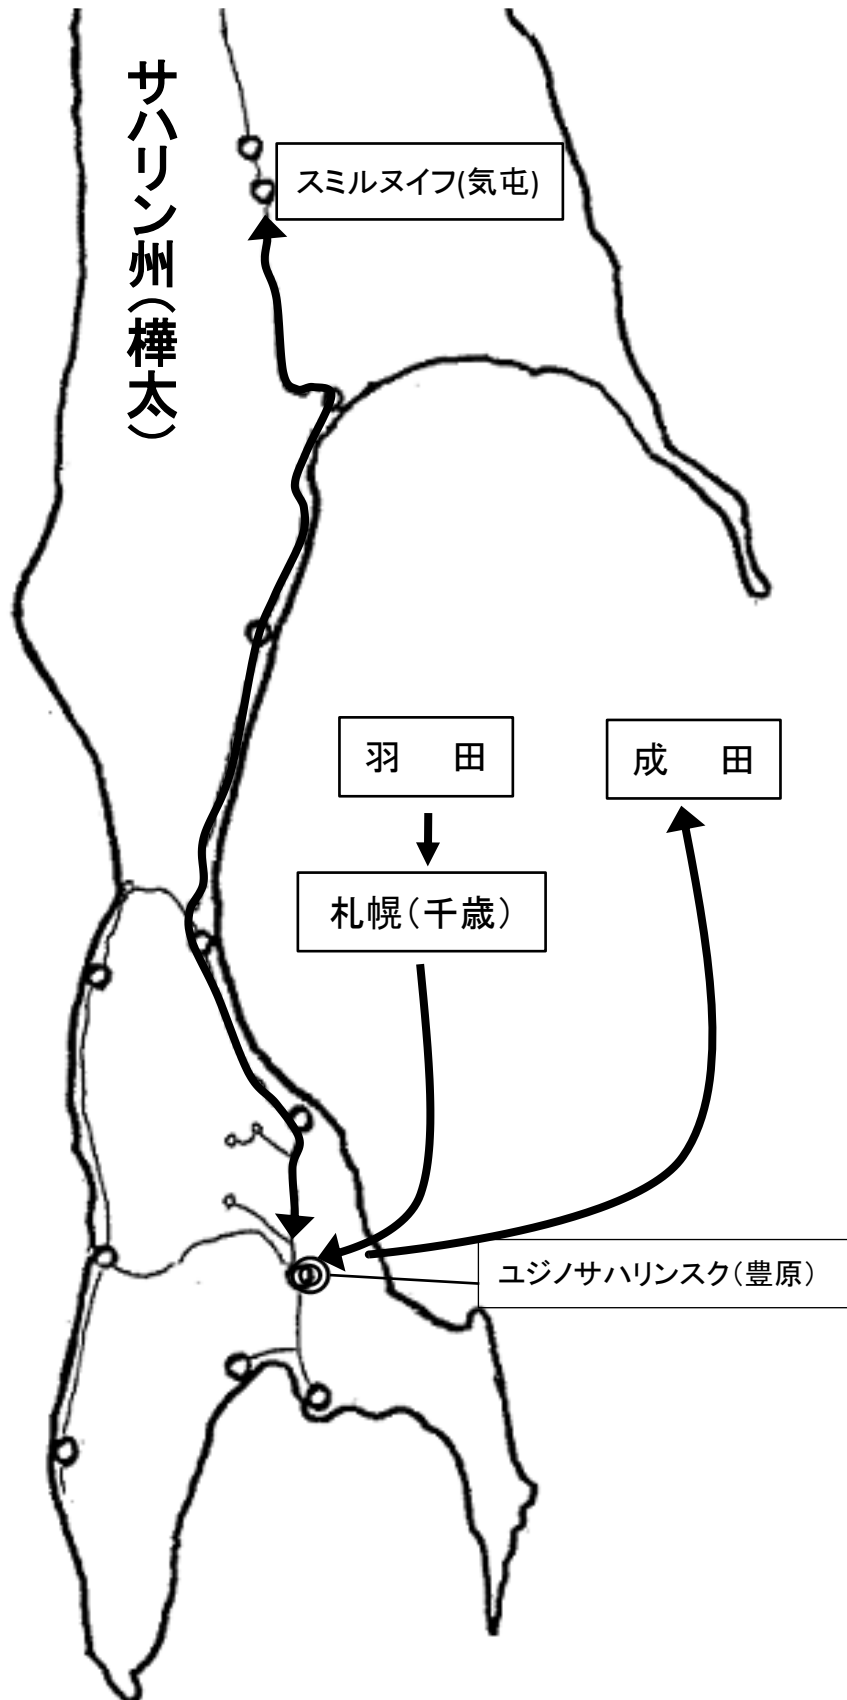 サハリン州（樺太）
スミルヌイフ(気屯)
羽　田
成　田
札幌（千歳）
ユジノサハリンスク（豊原）